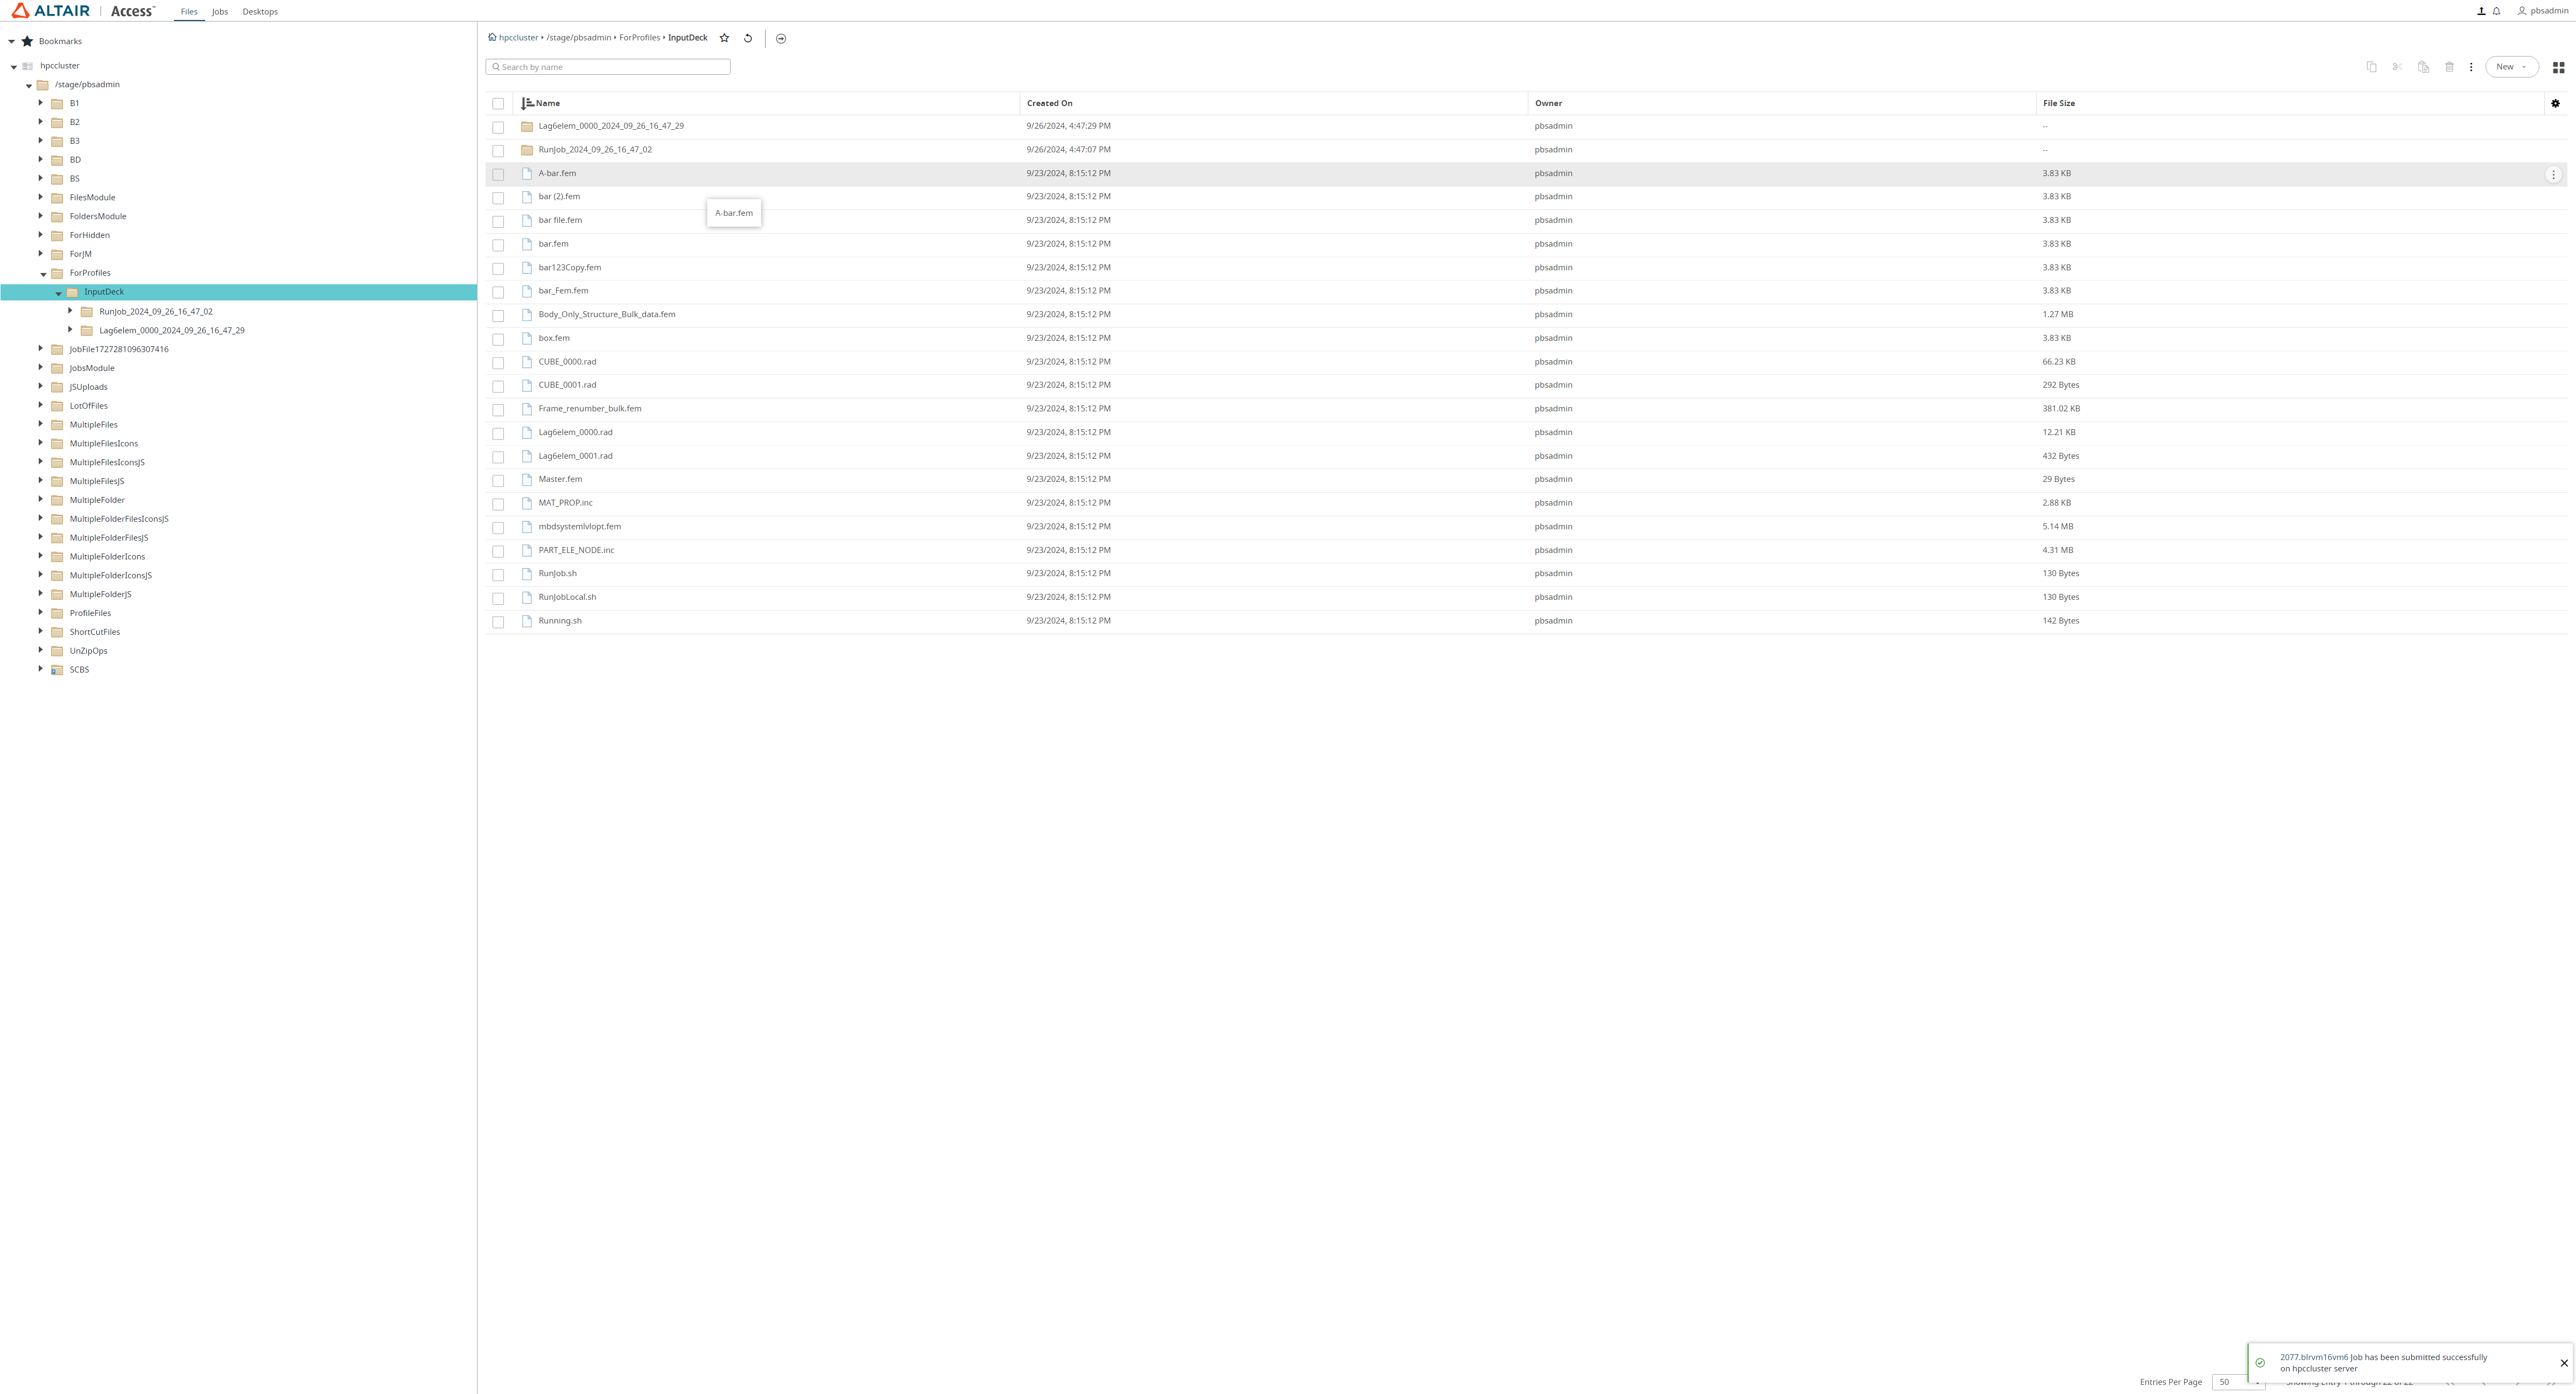 ALTAIR | Access™ Files Jobs Desktops pbsadmin
Bookmarks
hpccluster
/stage/pbsadmin
B1
B2
B3
BD
BS
FilesModule
FoldersModule
ForHidden
ForJM
ForProfiles
InputDeck
RunJob_2024_09_26_16_47_02
Lag6elem_0000_2024_09_26_16_47_29
JobFile1727281096307416
JobsModule
JSUploads
LotOfFiles
MultipleFiles
MultipleFilesIcons
MultipleFilesIconsJS
MultipleFilesJS
MultipleFolder
MultipleFolderFilesIconsJS
MultipleFolderFilesJS
MultipleFolderIcons
MultipleFolderIconsJS
MultipleFolderJS
ProfileFiles
ShortCutFiles
UnZipOps
SCBS
hpccluster /stage/pbsadmin ForProfiles InputDeck
Search by name
New
Name Created On Owner File Size
Lag6elem_0000_2024_09_26_16_47_29 9/26/2024, 4:47:29 PM pbsadmin --
RunJob_2024_09_26_16_47_02 9/26/2024, 4:47:07 PM pbsadmin --
A-bar.fem 9/23/2024, 8:15:12 PM pbsadmin 3.83 KB
bar (2).fem 9/23/2024, 8:15:12 PM pbsadmin 3.83 KB
A-bar.fem
bar file.fem 9/23/2024, 8:15:12 PM pbsadmin 3.83 KB
bar.fem 9/23/2024, 8:15:12 PM pbsadmin 3.83 KB
bar123Copy.fem 9/23/2024, 8:15:12 PM pbsadmin 3.83 KB
bar_Fem.fem 9/23/2024, 8:15:12 PM pbsadmin 3.83 KB
Body_Only_Structure_Bulk_data.fem 9/23/2024, 8:15:12 PM pbsadmin 1.27 MB
box.fem 9/23/2024, 8:15:12 PM pbsadmin 3.83 KB
CUBE_0000.rad 9/23/2024, 8:15:12 PM pbsadmin 66.23 KB
CUBE_0001.rad 9/23/2024, 8:15:12 PM pbsadmin 292 Bytes
Frame_renumber_bulk.fem 9/23/2024, 8:15:12 PM pbsadmin 381.02 KB
Lag6elem_0000.rad 9/23/2024, 8:15:12 PM pbsadmin 12.21 KB
Lag6elem_0001.rad 9/23/2024, 8:15:12 PM pbsadmin 432 Bytes
Master.fem 9/23/2024, 8:15:12 PM pbsadmin 29 Bytes
MAT_PROP.inc 9/23/2024, 8:15:12 PM pbsadmin 2.88 KB
mbdsystemlvlopt.fem 9/23/2024, 8:15:12 PM pbsadmin 5.14 MB
PART_ELE_NODE.inc 9/23/2024, 8:15:12 PM pbsadmin 4.31 MB
RunJob.sh 9/23/2024, 8:15:12 PM pbsadmin 130 Bytes
RunJobLocal.sh 9/23/2024, 8:15:12 PM pbsadmin 130 Bytes
Running.sh 9/23/2024, 8:15:12 PM pbsadmin 142 Bytes
2077.blrvm16vm6 Job has been submitted successfully
on hpccluster server
Entries Per Page 50